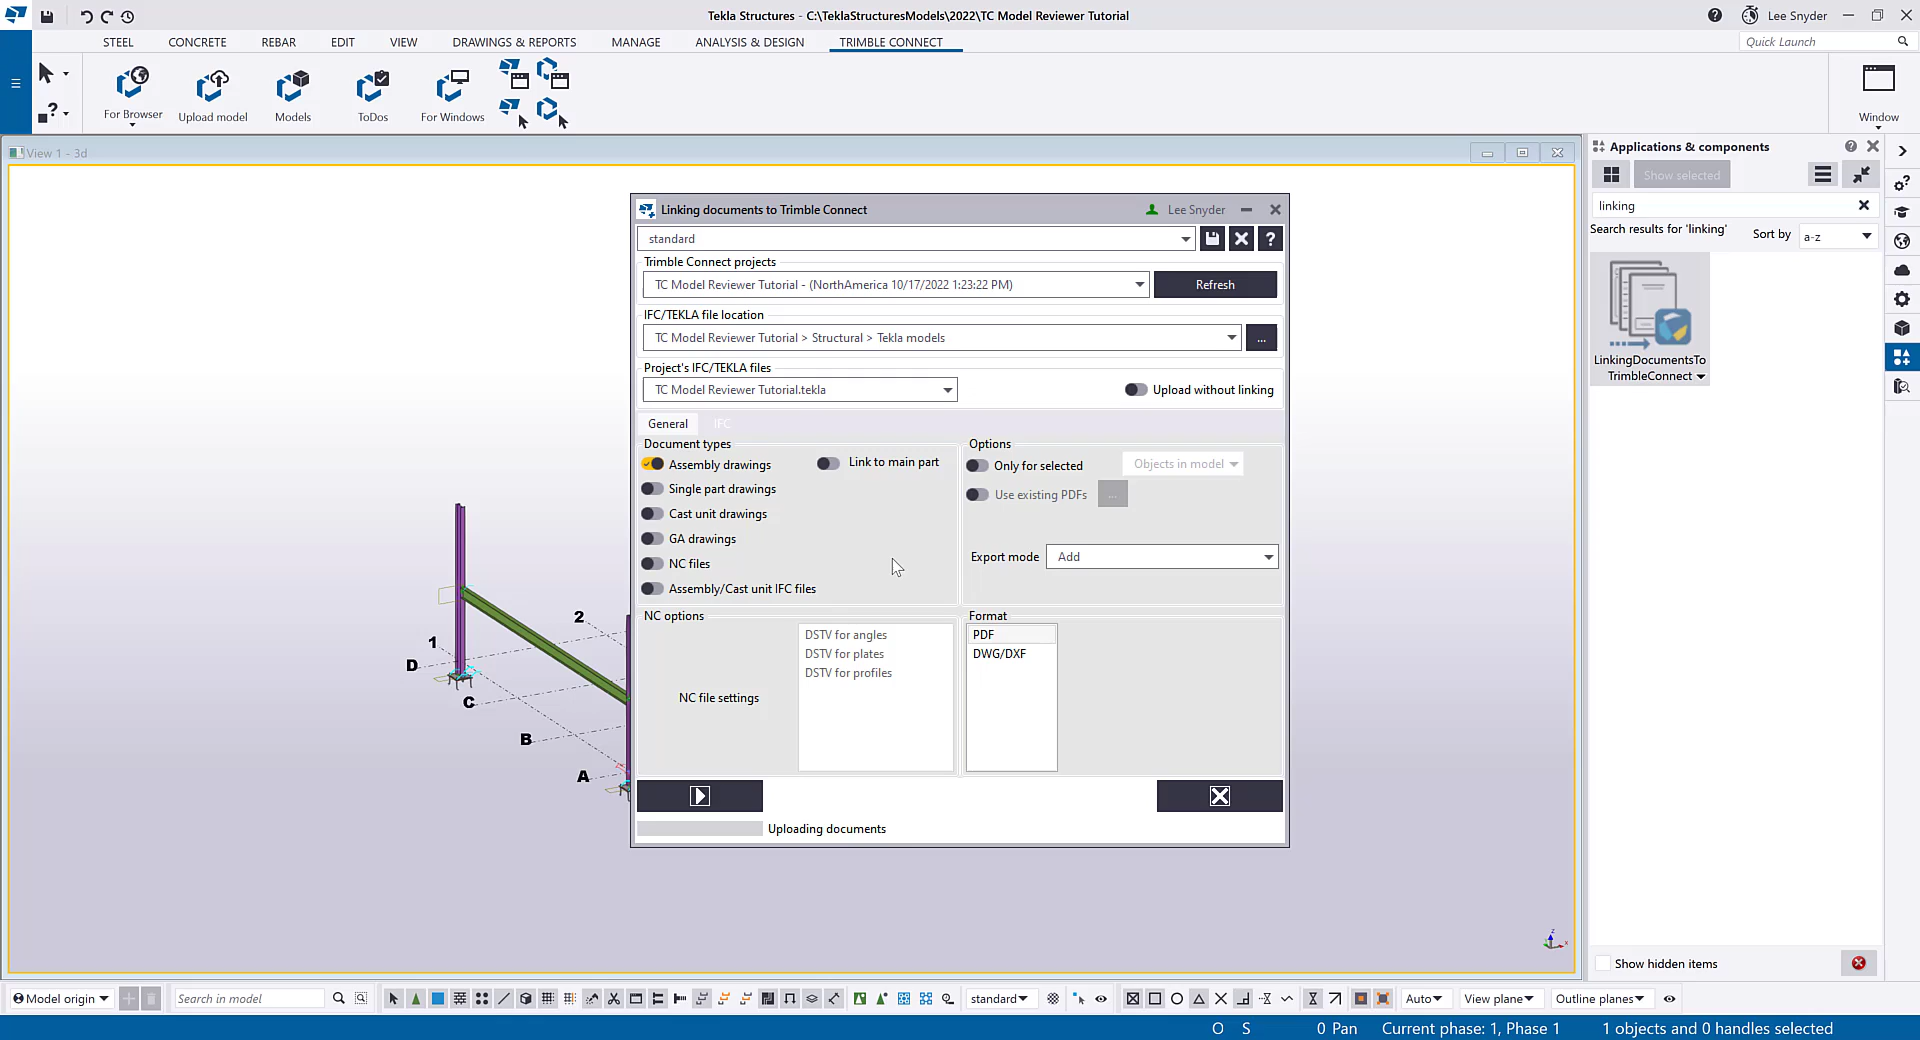 Tekla Structures - C:\TeklaStructuresModels\2022\TC Model Reviewer Tutorial
Lee Snyder
STEEL CONCRETE REBAR EDIT VIEW DRAWINGS & REPORTS MANAGE ANALYSIS & DESIGN TRIMBLE CONNECT
Quick Launch
For Browser
Upload model
Models
ToDos
For Windows
Window
View 1 - 3d
Applications & components
Show selected
linking
Search results for 'linking'
Sort by
a-z
LinkingDocumentsTo
TrimbleConnect
Show hidden items
Linking documents to Trimble Connect
Lee Snyder
standard
?
Trimble Connect projects
TC Model Reviewer Tutorial - (NorthAmerica 10/17/2022 1:23:22 PM)
Refresh
IFC/TEKLA file location
TC Model Reviewer Tutorial > Structural > Tekla models
...
Project's IFC/TEKLA files
TC Model Reviewer Tutorial.tekla
Upload without linking
General
IFC
Document types
Assembly drawings
Link to main part
Single part drawings
Cast unit drawings
GA drawings
NC files
Assembly/Cast unit IFC files
Options
Only for selected
Objects in model
Use existing PDFs
...
Export mode
Add
NC options
NC file settings
DSTV for angles
DSTV for plates
DSTV for profiles
Format
PDF
DWG/DXF
Uploading documents
2
1
D
C
B
A
Model origin
Search in model
standard
Auto
View plane
Outline planes
O S 0 Pan Current phase: 1, Phase 1 1 objects and 0 handles selected